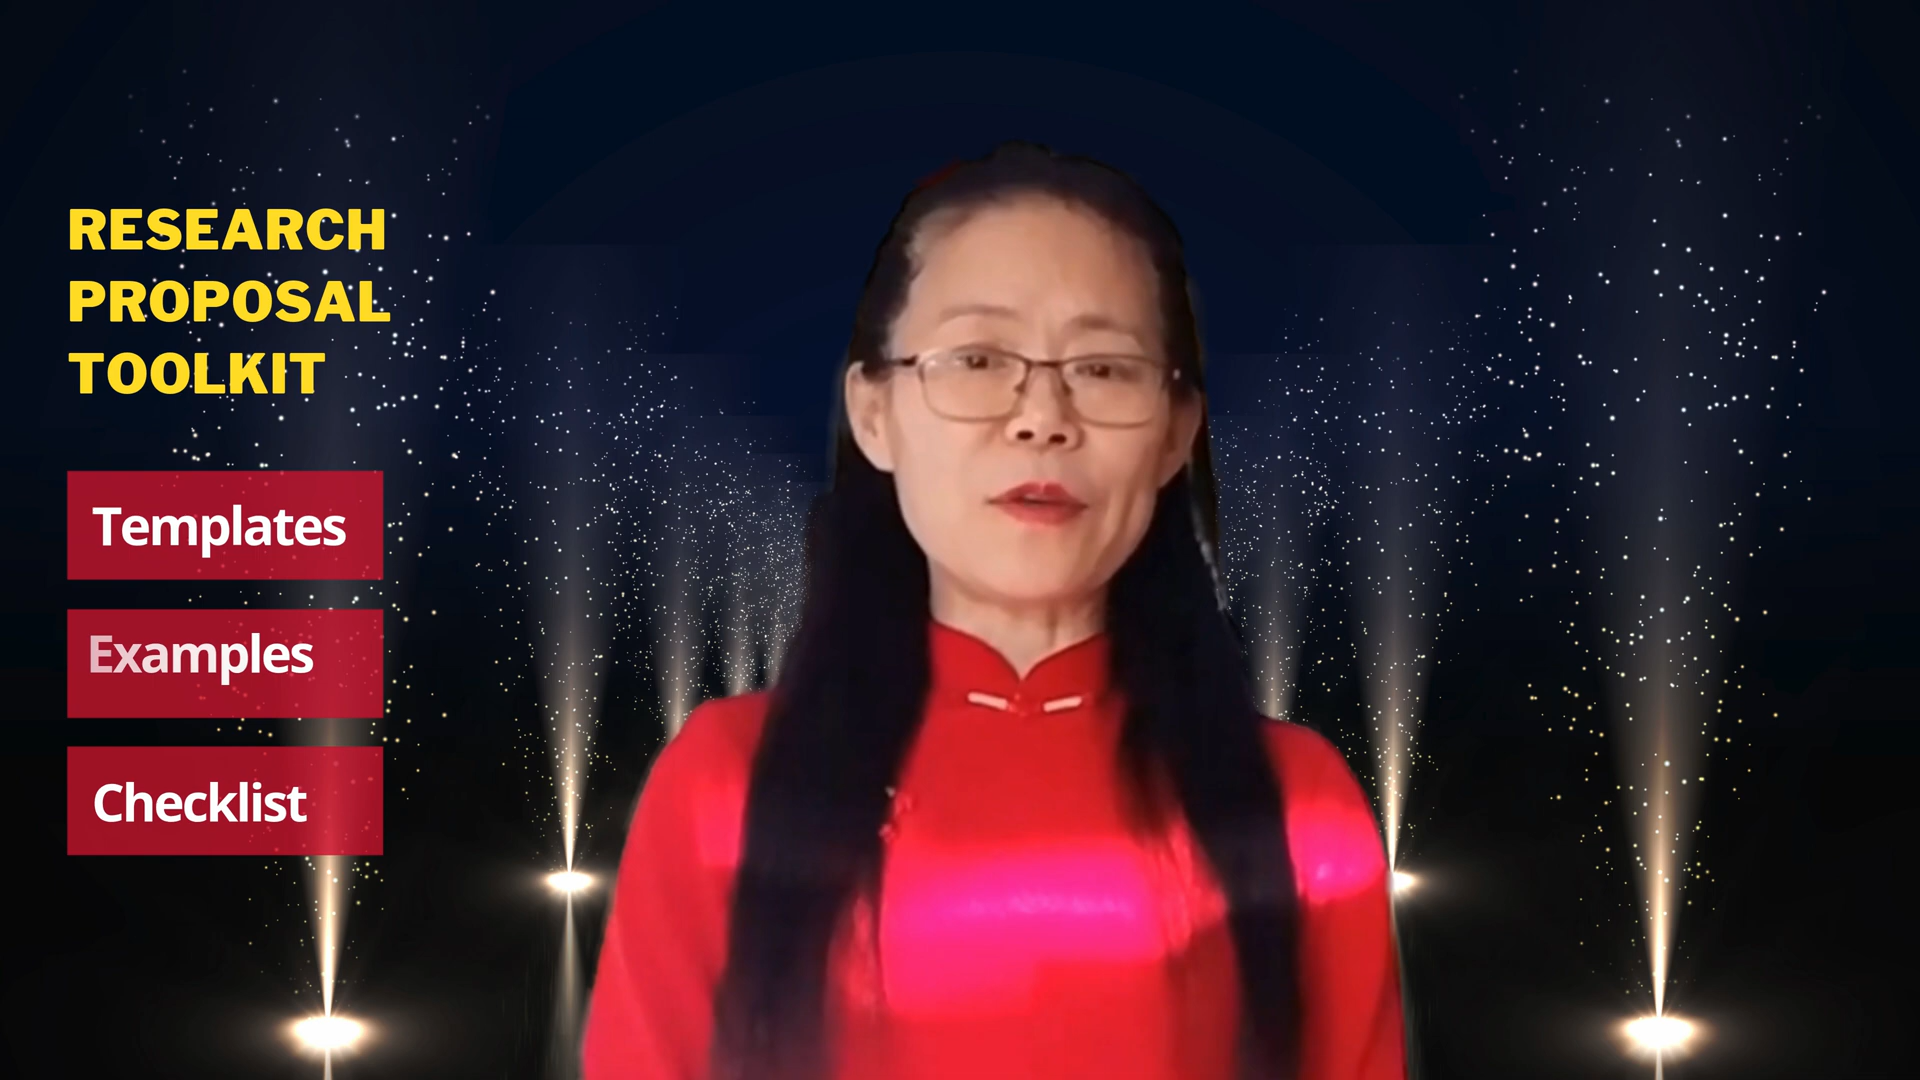 RESEARCH
PROPOSAL
TOOLKIT
Templates
Examples
Checklist